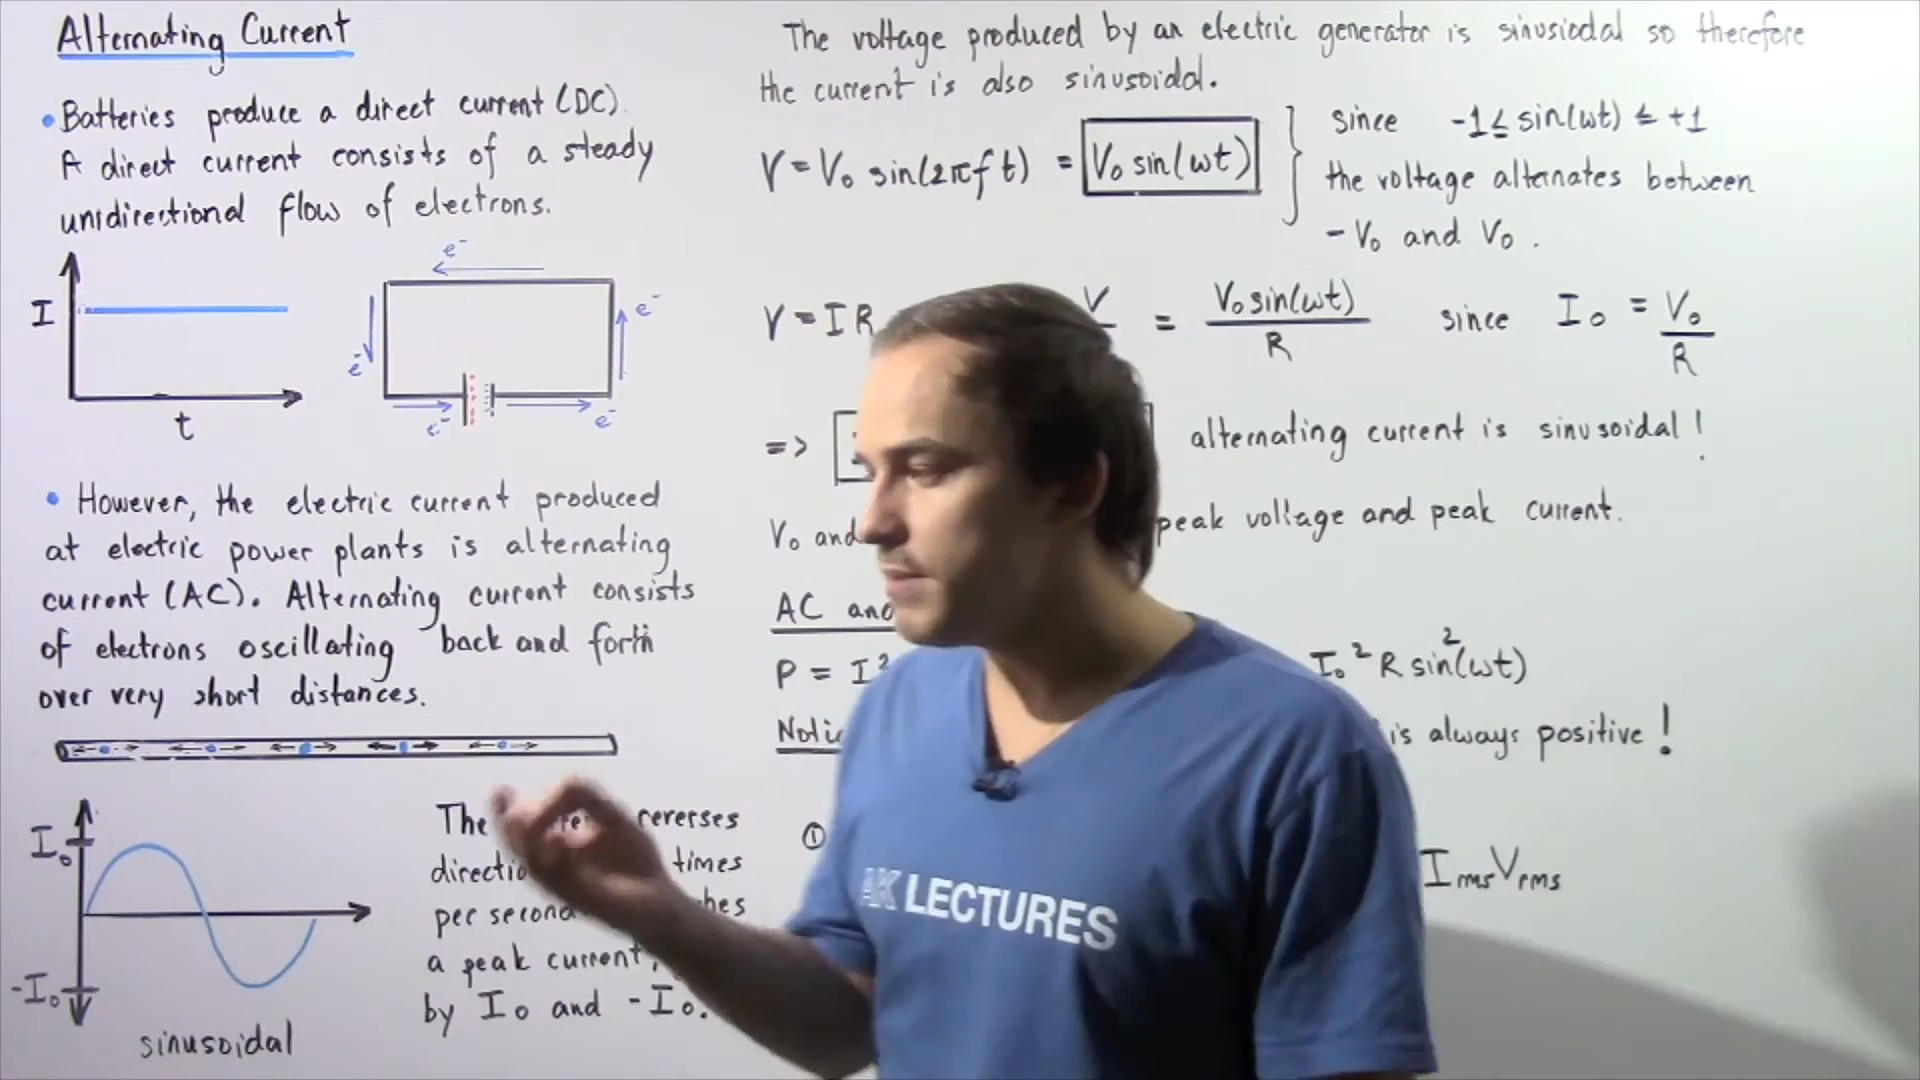 Alternating Current
• Batteries produce a direct current (DC).
A direct current consists of a steady
unidirectional flow of electrons.
I
t
e⁻
e⁻
e⁻
e⁻
e⁻
• However, the electric current produced
at electric power plants is alternating
current (AC). Alternating current consists
of electrons oscillating back and forth
over very short distances.
I₀
-I₀
sinusoidal
The reverses
times
per second
a peak current,
by I₀ and -I₀.
The voltage produced by an electric generator is sinusiodal so therefore
the current is also sinusoidal.
V = V₀ sin(2πft) = V₀ sin(ωt)
since -1 ≤ sin(ωt) ≤ +1
the voltage alternates between
-V₀ and V₀.
V = IR V = V₀ sin(ωt) / R since I₀ = V₀ / R
=> alternating current is sinusoidal!
V₀ and peak voltage and peak current.
AC and
P = I² I₀² R sin²(ωt)
is always positive!
①
I rms V rms
AK LECTURES